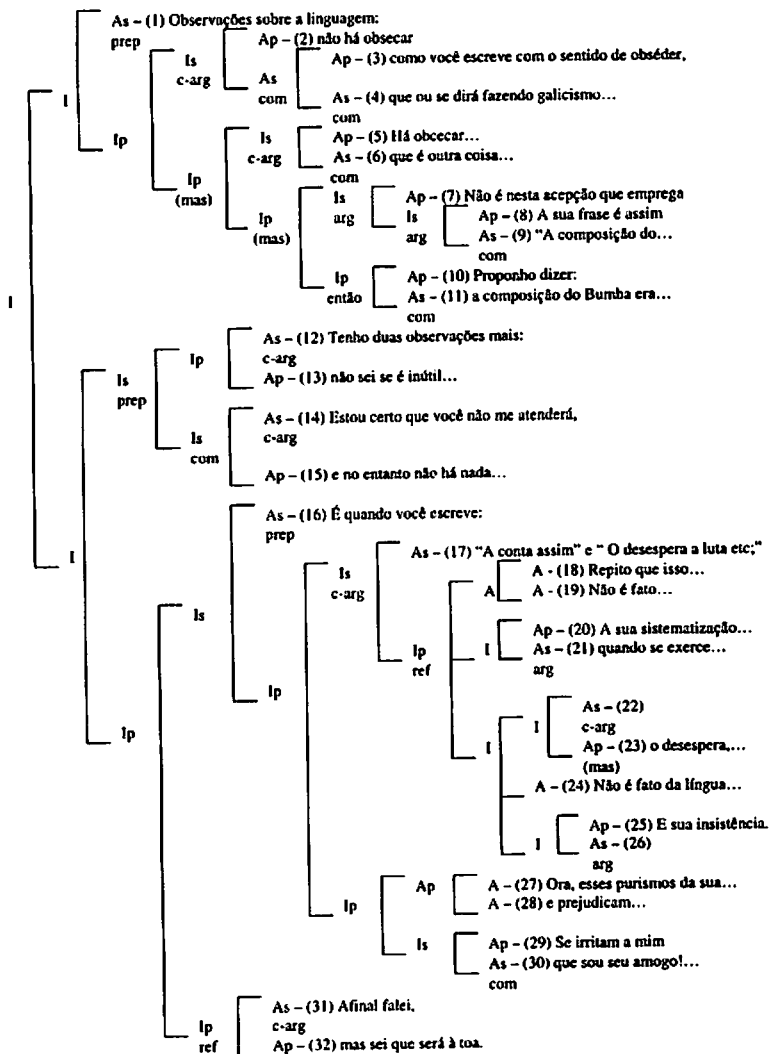 As – (1) Observações sobre a linguagem:
prep
Ap – (2) não há obsecar
Is
c-arg
Ap – (3) como você escreve com o sentido de obséder,
As
com
I
As – (4) que ou se dirá fazendo galicismo...
com
Ip
Is
c-arg
Ap – (5) Há obcecar...
As – (6) que é outra coisa...
com
Ip
(mas)
Is
arg
Ap – (7) Não é nesta acepção que emprega
Is
arg
Ap – (8) A sua frase é assim
As – (9) "A composição do...
com
Ip
(mas)
Ip
então
Ap – (10) Proponho dizer:
As – (11) a composição do Bumba era...
com
I
As – (12) Tenho duas observações mais:
c-arg
Ip
Ap – (13) não sei se é inútil...
Is
prep
As – (14) Estou certo que você não me atenderá,
c-arg
Is
com
Ap – (15) e no entanto não há nada...
As – (16) É quando você escreve:
prep
As – (17) "A conta assim" e " O desespera a luta etc;"
I
Is
c-arg
A
A - (18) Repito que isso...
A - (19) Não é fato...
Is
I
Ap – (20) A sua sistematização...
As – (21) quando se exerce...
arg
Ip
ref
Ip
As – (22)
I
c-arg
Ap – (23) o desespera,...
(mas)
Ip
I
A – (24) Não é fato da língua...
I
Ap – (25) E sua insistência.
As – (26)
arg
Ap
A – (27) Ora, esses purismos da sua...
A – (28) e prejudicam...
Ip
Is
Ap – (29) Se irritam a mim
As – (30) que sou seu amogo!...
com
As – (31) Afinal falei,
c-arg
Ip
ref
Ap – (32) mas sei que será à toa.